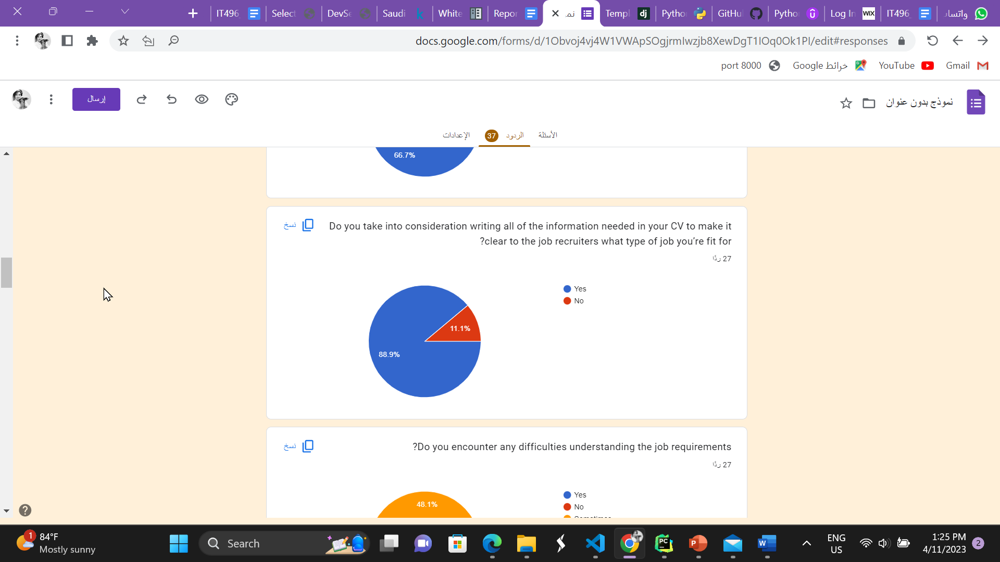 IT496
Select
DevSe
Saudi
White
Repor
نمـ
Templ
Pytho
GitHu
Pytho
Log In
IT496
واتساب
docs.google.com/forms/d/1Obvoj4vj4W1VWApSOgjrmIwzjb8XewDgT1IOq0Ok1PI/edit#responses
port 8000
خرائط Google
YouTube
Gmail
إرسال
نموذج بدون عنوان
الأسئلة
الردود 37
الإعدادات
66.7%
نسخ
Do you take into consideration writing all of the information needed in your CV to make it
?clear to the job recruiters what type of job you’re fit for
27 ردًا
Yes
No
11.1%
88.9%
نسخ
?Do you encounter any difficulties understanding the job requirements
27 ردًا
Yes
No
Sometimes
48.1%
1
84°F
Mostly sunny
Search
ENG
US
1:25 PM
4/11/2023
2